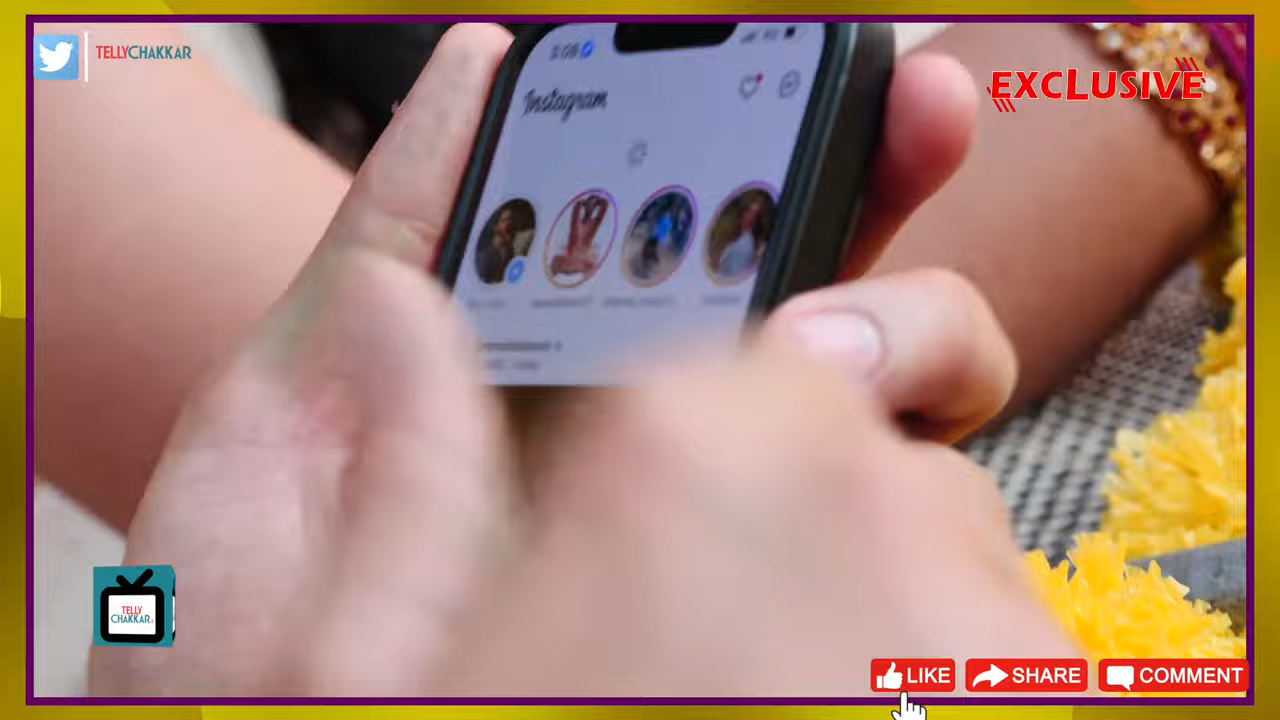 TELLYCHAKKAR
EXCLUSIVE
Instagram
TELLY
CHAKKAR
LIKE
SHARE
COMMENT